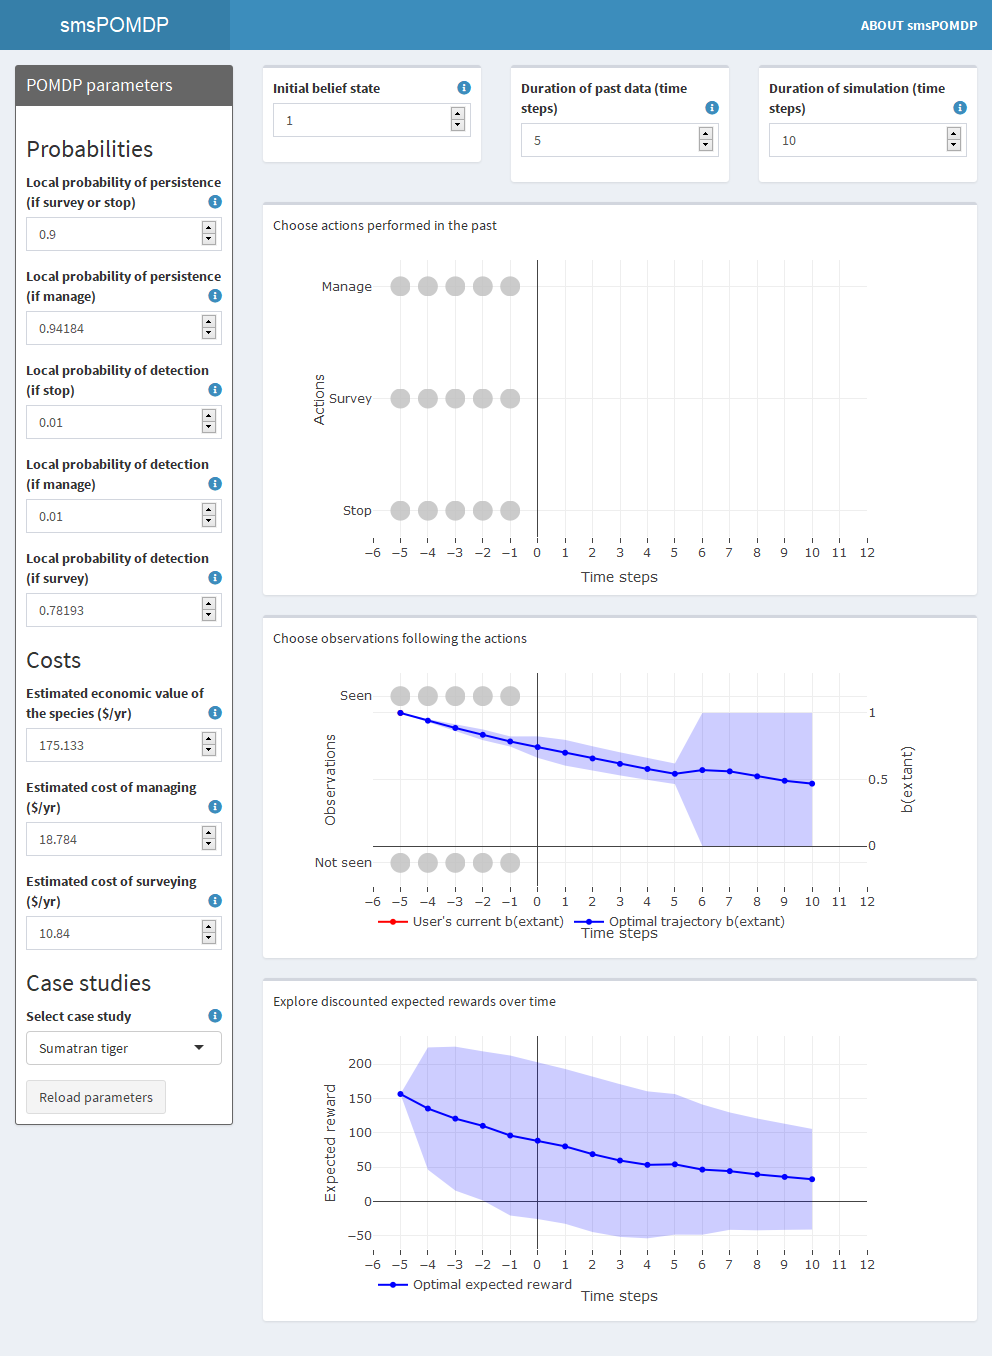 smsPOMDP
ABOUT smsPOMDP
POMDP parameters
Probabilities
Local probability of persistence
(if survey or stop)
0.9
Local probability of persistence
(if manage)
0.94184
Local probability of detection
(if stop)
0.01
Local probability of detection
(if manage)
0.01
Local probability of detection
(if survey)
0.78193
Costs
Estimated economic value of
the species ($/yr)
175.133
Estimated cost of managing
($/yr)
18.784
Estimated cost of surveying
($/yr)
10.84
Case studies
Select case study
Sumatran tiger
Reload parameters
Initial belief state
1
Duration of past data (time
steps)
5
Duration of simulation (time
steps)
10
Choose actions performed in the past
Manage
Survey
Stop
Actions
−6 −5 −4 −3 −2 −1 0 1 2 3 4 5 6 7 8 9 10 11 12
Time steps
Choose observations following the actions
Seen
Not seen
Observations
1
0.5
0
b(extant)
−6 −5 −4 −3 −2 −1 0 1 2 3 4 5 6 7 8 9 10 11 12
User's current b(extant) Optimal trajectory b(extant)
Time steps
Explore discounted expected rewards over time
200
150
100
50
0
−50
Expected reward
−6 −5 −4 −3 −2 −1 0 1 2 3 4 5 6 7 8 9 10 11 12
Optimal expected reward
Time steps